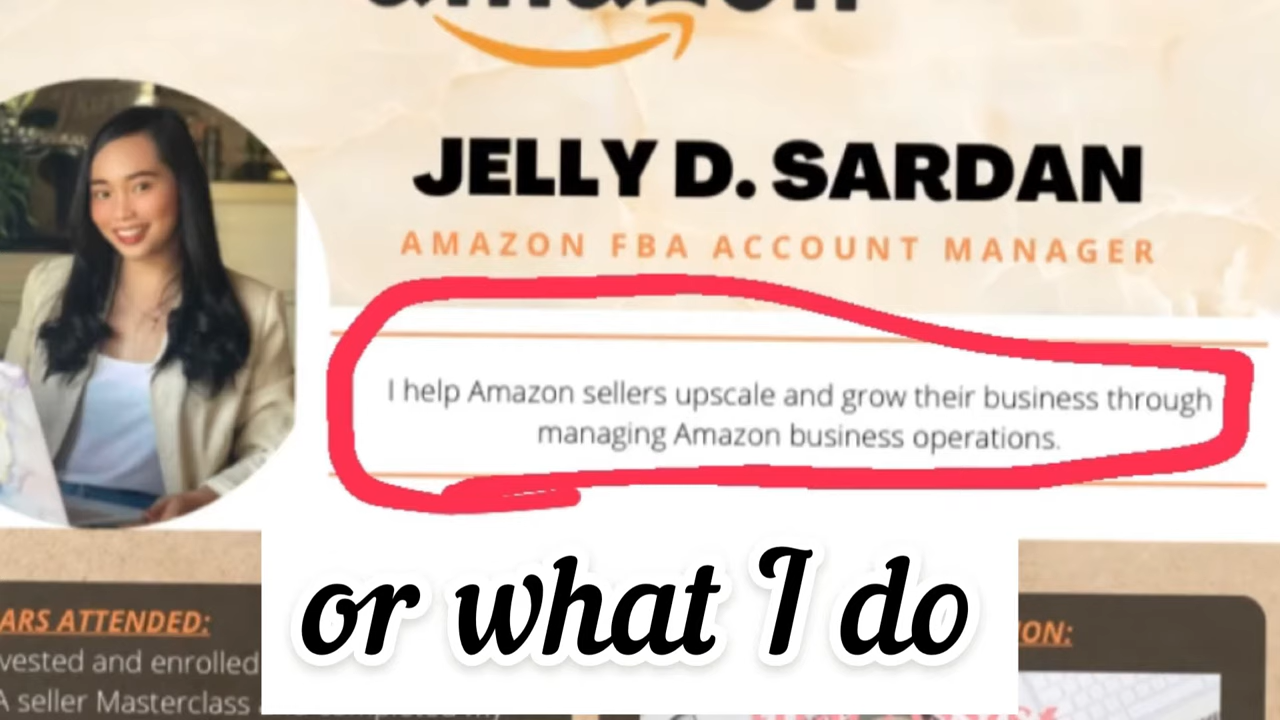 amazon
JELLY D. SARDAN
AMAZON FBA ACCOUNT MANAGER
I help Amazon sellers upscale and grow their business through
managing Amazon business operations.
or what I do
ARS ATTENDED:
vested and enrolled
A seller Masterclass
ON: